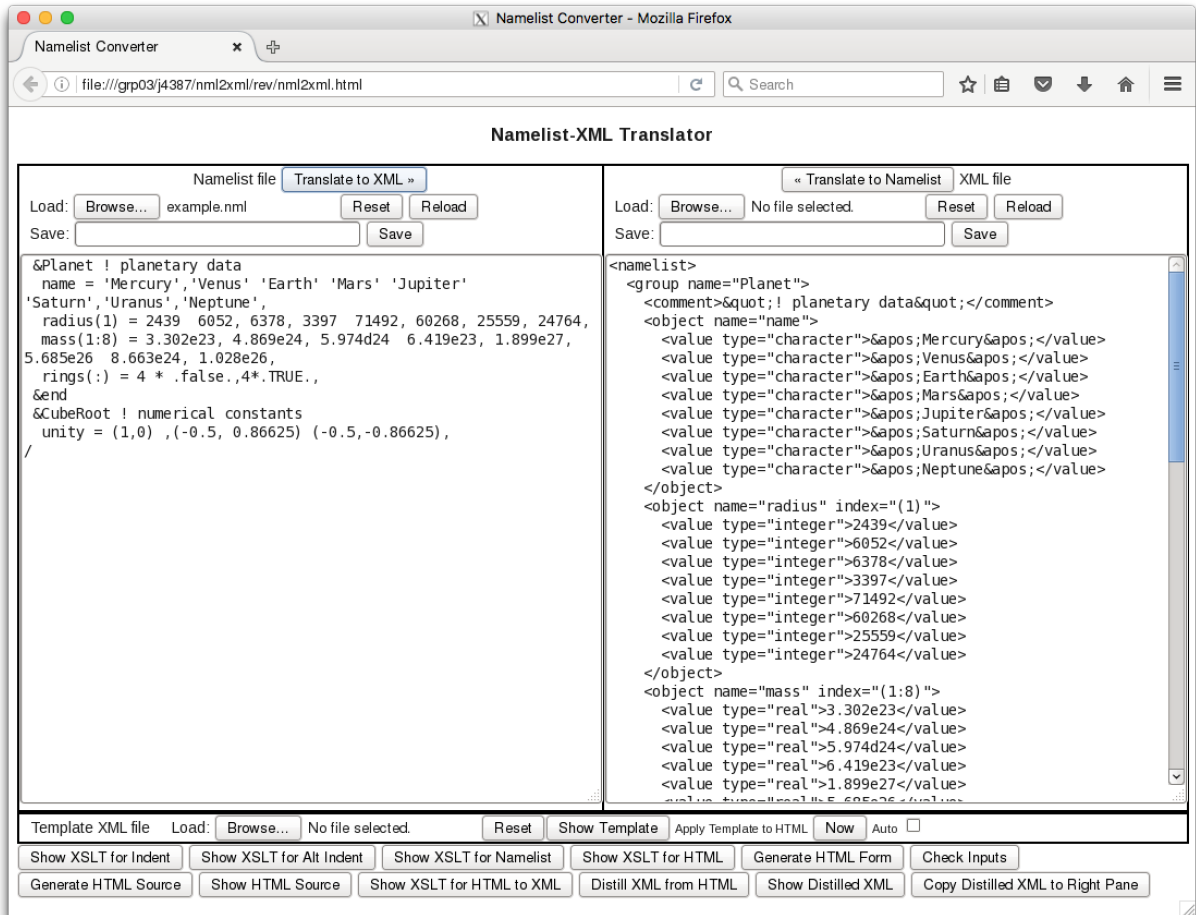 Namelist Converter - Mozilla Firefox
Namelist Converter
file:///grp03/j4387/nml2xml/rev/nml2xml.html
Search
Namelist-XML Translator
Namelist file Translate to XML »
Load: Browse... example.nml Reset Reload
Save: Save
&Planet ! planetary data
name = 'Mercury','Venus' 'Earth' 'Mars' 'Jupiter'
'Saturn','Uranus','Neptune',
radius(1) = 2439  6052, 6378, 3397  71492, 60268, 25559, 24764,
mass(1:8) = 3.302e23, 4.869e24, 5.974d24  6.419e23, 1.899e27,
5.685e26  8.663e24, 1.028e26,
rings(:) = 4 * .false.,4*.TRUE.,
&end
&CubeRoot ! numerical constants
unity = (1,0) ,(-0.5, 0.86625) (-0.5,-0.86625),
/
« Translate to Namelist XML file
Load: Browse... No file selected. Reset Reload
Save: Save
<namelist>
<group name="Planet">
<comment>&quot;! planetary data&quot;</comment>
<object name="name">
<value type="character">&apos;Mercury&apos;</value>
<value type="character">&apos;Venus&apos;</value>
<value type="character">&apos;Earth&apos;</value>
<value type="character">&apos;Mars&apos;</value>
<value type="character">&apos;Jupiter&apos;</value>
<value type="character">&apos;Saturn&apos;</value>
<value type="character">&apos;Uranus&apos;</value>
<value type="character">&apos;Neptune&apos;</value>
</object>
<object name="radius" index="(1)">
<value type="integer">2439</value>
<value type="integer">6052</value>
<value type="integer">6378</value>
<value type="integer">3397</value>
<value type="integer">71492</value>
<value type="integer">60268</value>
<value type="integer">25559</value>
<value type="integer">24764</value>
</object>
<object name="mass" index="(1:8)">
<value type="real">3.302e23</value>
<value type="real">4.869e24</value>
<value type="real">5.974d24</value>
<value type="real">6.419e23</value>
<value type="real">1.899e27</value>
<value type="real">5.685e26</value>
Template XML file Load: Browse... No file selected. Reset Show Template Apply Template to HTML Now Auto
Show XSLT for Indent Show XSLT for Alt Indent Show XSLT for Namelist Show XSLT for HTML Generate HTML Form Check Inputs
Generate HTML Source Show HTML Source Show XSLT for HTML to XML Distill XML from HTML Show Distilled XML Copy Distilled XML to Right Pane